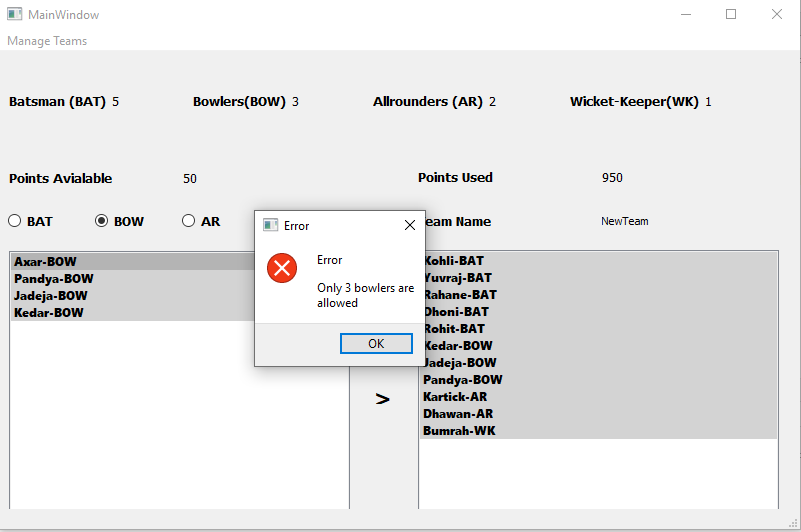 MainWindow
Manage Teams
Batsman (BAT) 5 Bowlers(BOW) 3 Allrounders (AR) 2 Wicket-Keeper(WK) 1
Points Avialable 50 Points Used 950
BAT BOW AR eam Name NewTeam
Error
Error
Only 3 bowlers are
allowed
OK
Axar-BOW
Pandya-BOW
Jadeja-BOW
Kedar-BOW
>
Kohli-BAT
Yuvraj-BAT
Rahane-BAT
Dhoni-BAT
Rohit-BAT
Kedar-BOW
Jadeja-BOW
Pandya-BOW
Kartick-AR
Dhawan-AR
Bumrah-WK